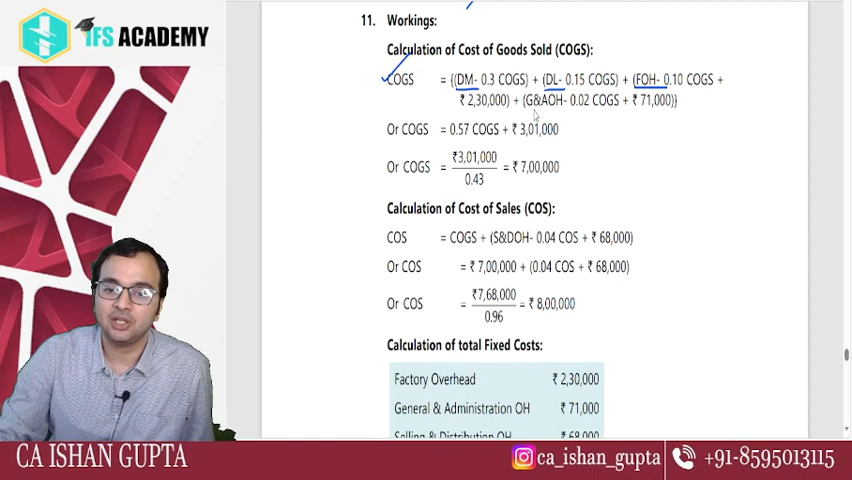 IFS ACADEMY
11. Workings:
Calculation of Cost of Goods Sold (COGS):
COGS = {(DM- 0.3 COGS) + (DL- 0.15 COGS) + (FOH- 0.10 COGS +
₹ 2,30,000) + (G&AOH- 0.02 COGS + ₹ 71,000)}
Or COGS = 0.57 COGS + ₹ 3,01,000
Or COGS = ₹3,01,000 / 0.43 = ₹ 7,00,000
Calculation of Cost of Sales (COS):
COS = COGS + (S&DOH- 0.04 COS + ₹ 68,000)
Or COS = ₹ 7,00,000 + (0.04 COS + ₹ 68,000)
Or COS = ₹7,68,000 / 0.96 = ₹ 8,00,000
Calculation of total Fixed Costs:
Factory Overhead ₹ 2,30,000
General & Administration OH ₹ 71,000
Selling & Distribution OH ₹ 68,000
CA ISHAN GUPTA
ca_ishan_gupta
+91-8595013115